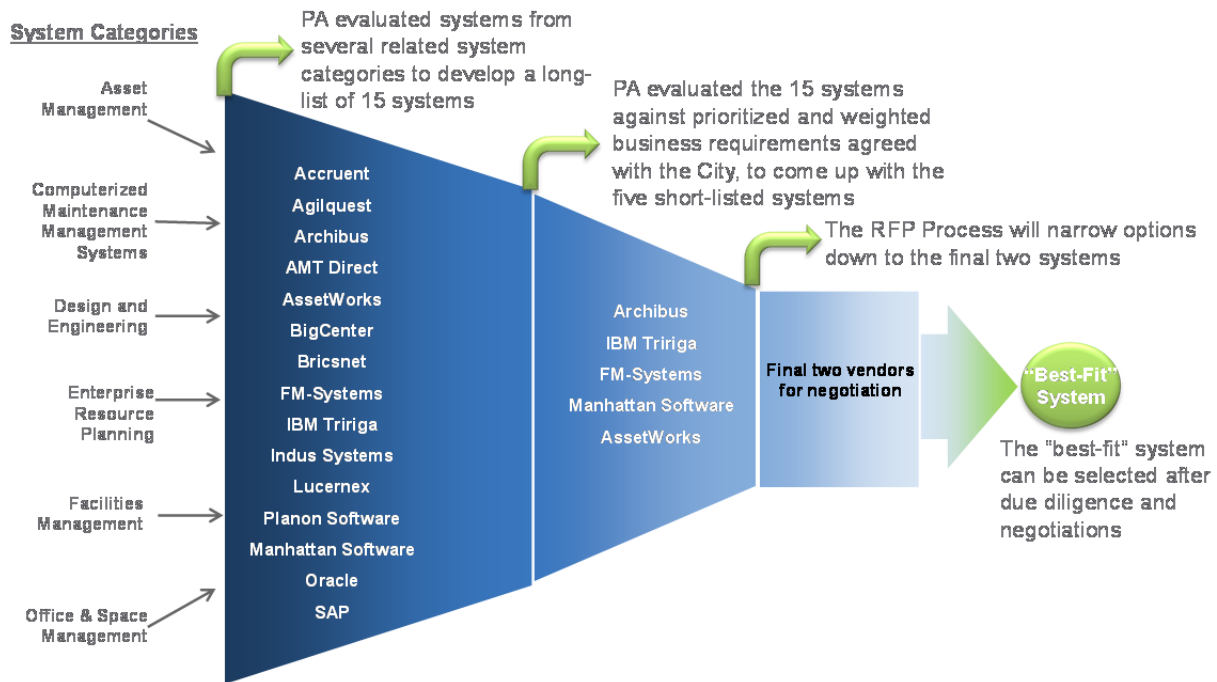 System Categories
Asset
Management
Computerized
Maintenance
Management
Systems
Design and
Engineering
Enterprise
Resource
Planning
Facilities
Management
Office & Space
Management
PA evaluated systems from
several related system
categories to develop a long-
list of 15 systems
Accruent
Agilquest
Archibus
AMT Direct
AssetWorks
BigCenter
Bricsnet
FM-Systems
IBM Tririga
Indus Systems
Lucernex
Planon Software
Manhattan Software
Oracle
SAP
PA evaluated the 15 systems
against prioritized and weighted
business requirements agreed
with the City, to come up with the
five short-listed systems
Archibus
IBM Tririga
FM-Systems
Manhattan Software
AssetWorks
The RFP Process will narrow options
down to the final two systems
Final two vendors
for negotiation
"Best-Fit"
System
The "best-fit" system
can be selected after
due diligence and
negotiations